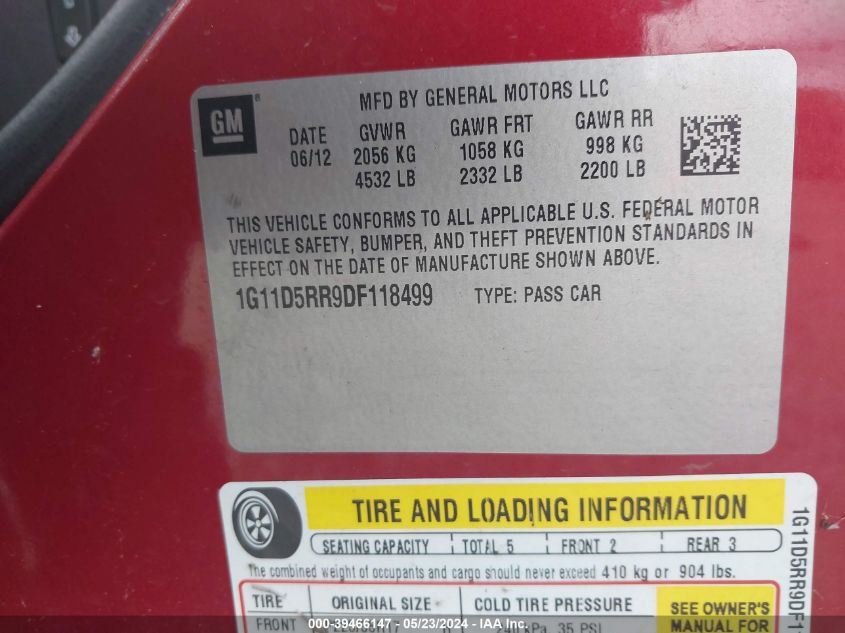 GM
®
MFD BY GENERAL MOTORS LLC
DATE GVWR GAWR FRT GAWR RR
06/12 2056 KG 1058 KG 998 KG
4532 LB 2332 LB 2200 LB
THIS VEHICLE CONFORMS TO ALL APPLICABLE U.S. FEDERAL MOTOR
VEHICLE SAFETY, BUMPER, AND THEFT PREVENTION STANDARDS IN
EFFECT ON THE DATE OF MANUFACTURE SHOWN ABOVE.
1G11D5RR9DF118499 TYPE: PASS CAR
TIRE AND LOADING INFORMATION
SEATING CAPACITY TOTAL 5 FRONT 2 REAR 3
The combined weight of occupants and cargo should never exceed 410 kg or 904 lbs.
TIRE ORIGINAL SIZE COLD TIRE PRESSURE
SEE OWNER'S
FRONT 240 kPa, 35 PSI
MANUAL FOR
1G11D5RR9DF1
000-39466147 - 05/23/2024 - IAA Inc.